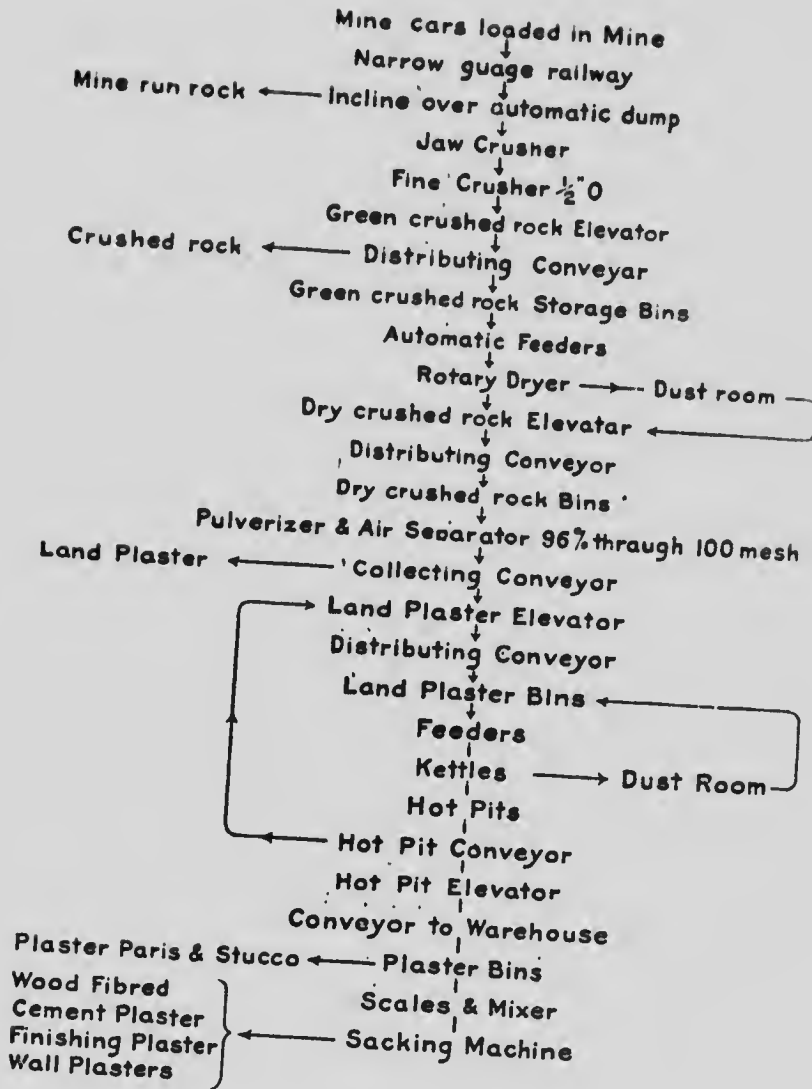 Mine cars loaded in Mine
Narrow guage railway
Mine run rock Incline over automatic dump
Jaw Crusher
Fine Crusher ½" O
Green crushed rock Elevator
Crushed rock Distributing Conveyar
Green crushed rock Storage Bins
Automatic Feeders
Rotary Dryer Dust room
Dry crushed rock Elevatar
Distributing Conveyor
Dry crushed rock Bins
Pulverizer & Air Separator 96% through 100 mesh
Land Plaster Collecting Conveyor
Land Plaster Elevator
Distributing Conveyor
Land Plaster Bins
Feeders
Kettles Dust Room
Hot Pits
Hot Pit Conveyor
Hot Pit Elevator
Conveyor to Warehouse
Plaster Paris & Stucco Plaster Bins
Wood Fibred
Scales & Mixer
Cement Plaster
Finishing Plaster Sacking Machine
Wall Plasters